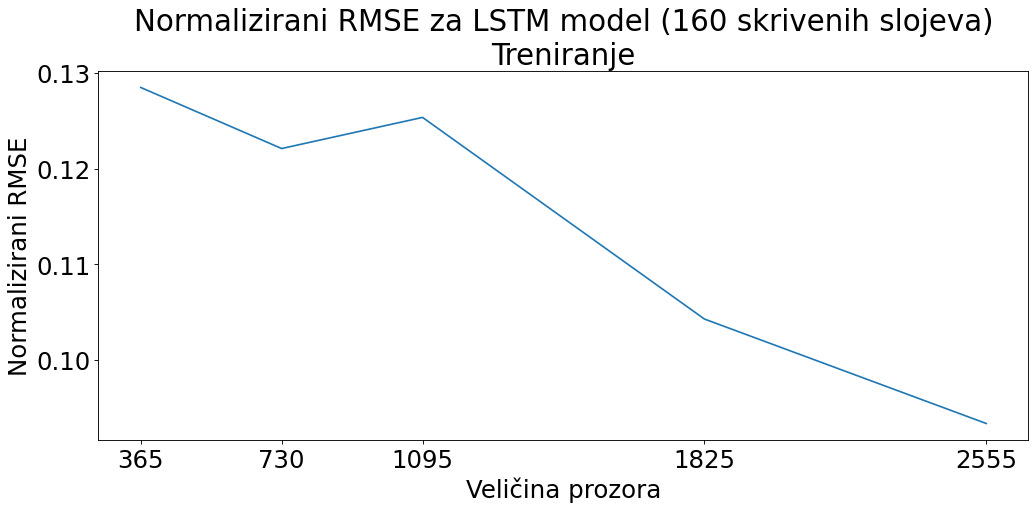 Normalizirani RMSE za LSTM model (160 skrivenih slojeva)
Treniranje
Normalizirani RMSE
0.13
0.12
0.11
0.10
365 730 1095 1825 2555
Veličina prozora